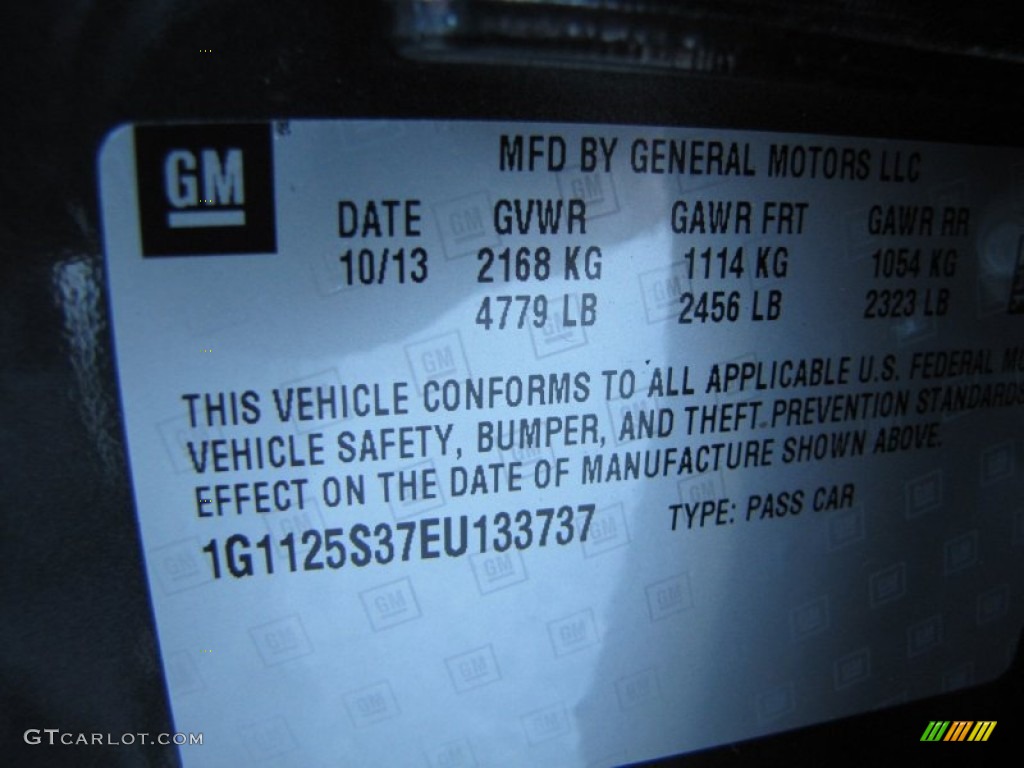 GM
MFD BY GENERAL MOTORS LLC
DATE GVWR GAWR FRT GAWR RR
10/13 2168 KG 1114 KG 1054 KG
4779 LB 2456 LB 2323 LB
THIS VEHICLE CONFORMS TO ALL APPLICABLE U.S. FEDERAL
VEHICLE SAFETY, BUMPER, AND THEFT PREVENTION STANDARDS
EFFECT ON THE DATE OF MANUFACTURE SHOWN ABOVE.
1G1125S37EU133737 TYPE: PASS CAR
GTCARLOT.COM